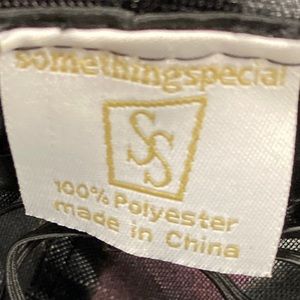 somethingspecial
SS
100% Polyester
made in China